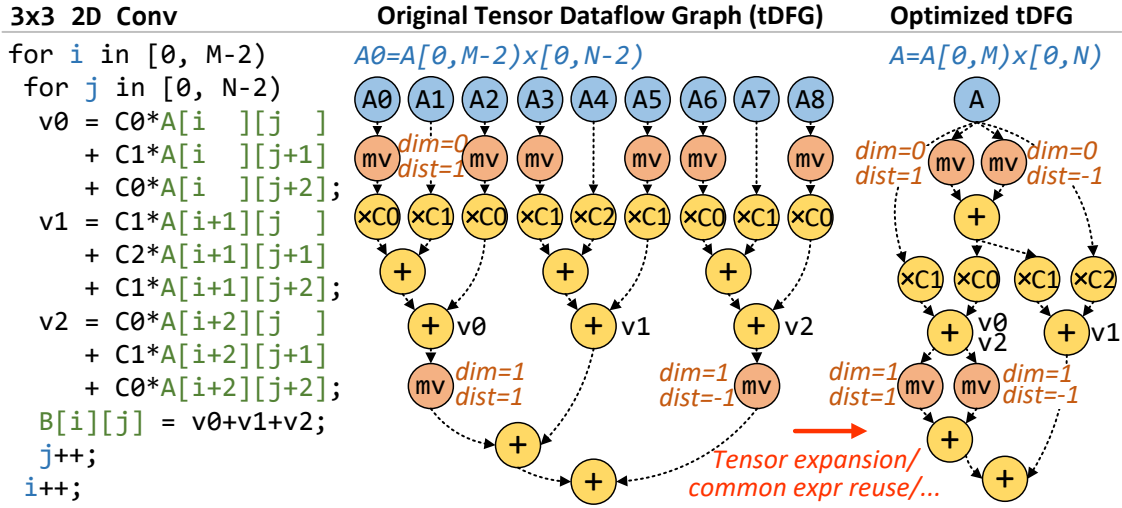 3x3 2D Conv
Original Tensor Dataflow Graph (tDFG)
Optimized tDFG
for i in [0, M-2)
for j in [0, N-2)
v0 = C0*A[i   ][j   ]
+ C1*A[i   ][j+1]
+ C0*A[i   ][j+2];
v1 = C1*A[i+1][j   ]
+ C2*A[i+1][j+1]
+ C1*A[i+1][j+2];
v2 = C0*A[i+2][j   ]
+ C1*A[i+2][j+1]
+ C0*A[i+2][j+2];
B[i][j] = v0+v1+v2;
j++;
i++;
A0=A[0,M-2)x[0,N-2)
A0 A1 A2 A3 A4 A5 A6 A7 A8
mv dim=0 mv mv mv mv mv
dist=1
×C0 ×C1 ×C0 ×C1 ×C2 ×C1 ×C0 ×C1 ×C0
+ + +
+ v0 + v1 + v2
mv dim=1 dim=1 mv
dist=1 dist=-1
+
+
Tensor expansion/
common expr reuse/...
A=A[0,M)x[0,N)
A
dim=0 mv mv dim=0
dist=1 dist=-1
+
×C1 ×C0 ×C1 ×C2
+ v0 + v1
v2
dim=1 mv mv dim=1
dist=1 dist=-1
+
+